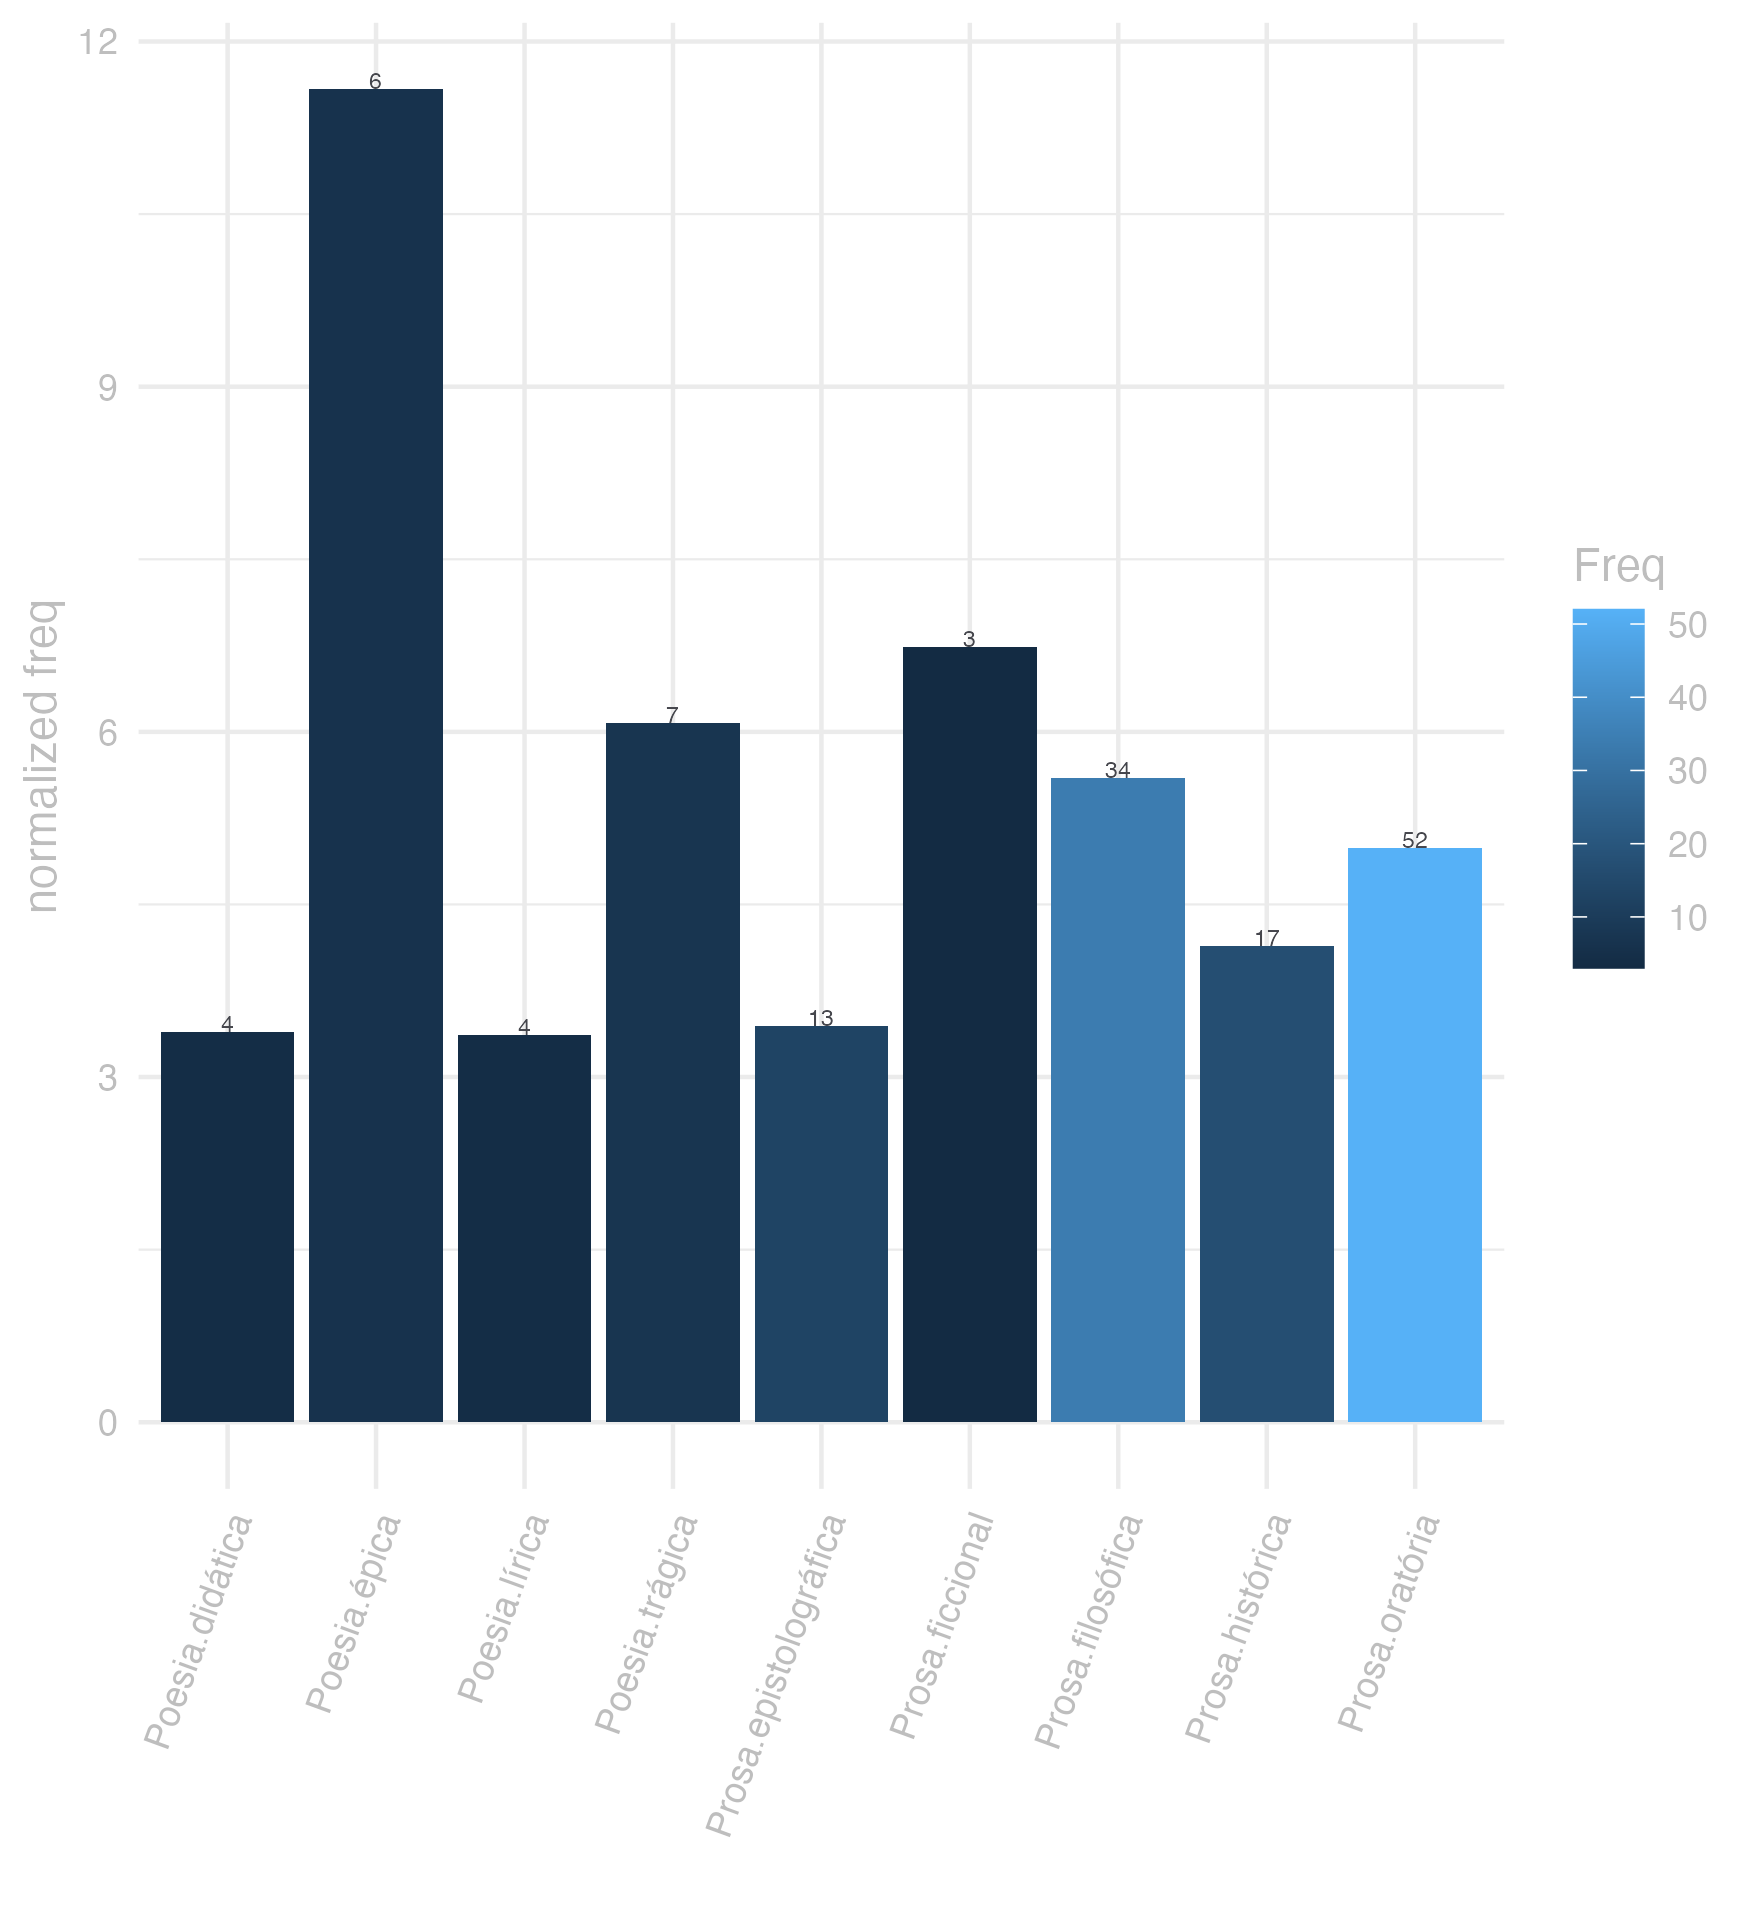 normalized freq
12
9
6
3
0
6
3
7
34
52
17
13
4
4
Poesia.didática
Poesia.épica
Poesia.lírica
Poesia.trágica
Prosa.epistolográfica
Prosa.ficcional
Prosa.filosófica
Prosa.histórica
Prosa.oratória
Freq
50
40
30
20
10